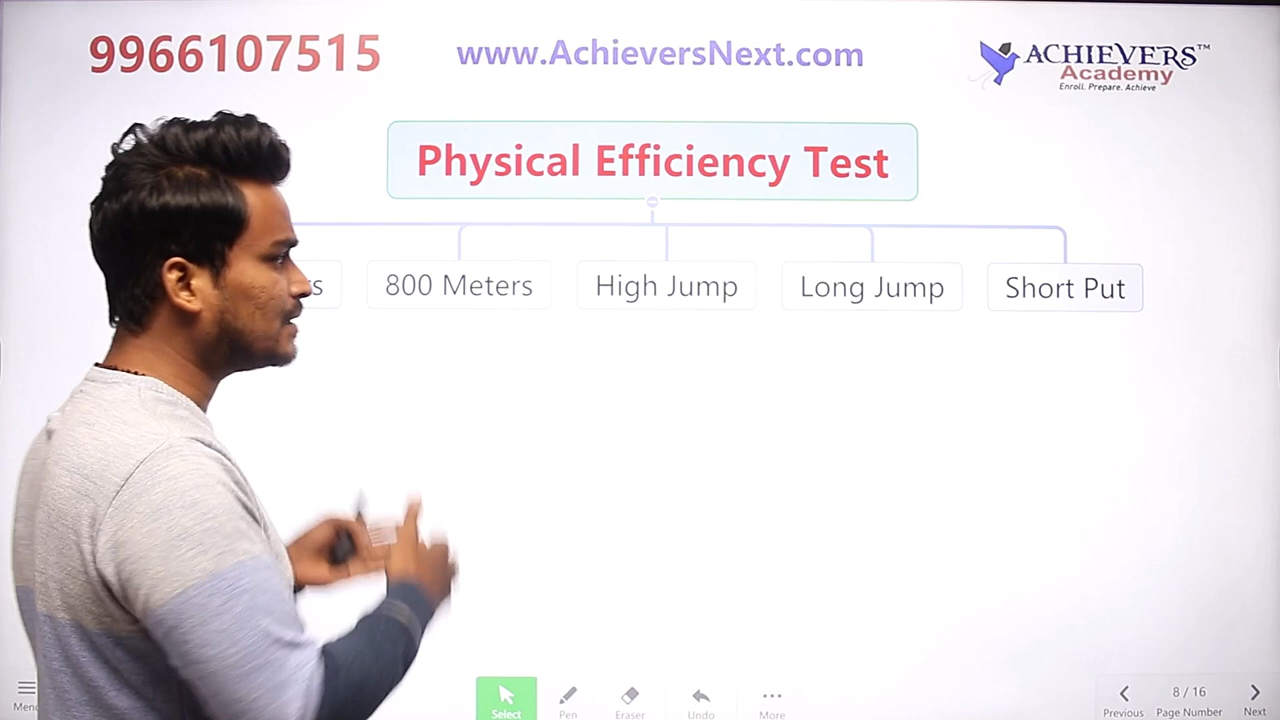 9966107515
www.AchieversNext.com
ACHIEVERS™
Academy
Enroll. Prepare. Achieve
Physical Efficiency Test
800 Meters
High Jump
Long Jump
Short Put
Menu
Select
Pen
Eraser
Undo
More
Previous
8 / 16
Page Number
Next